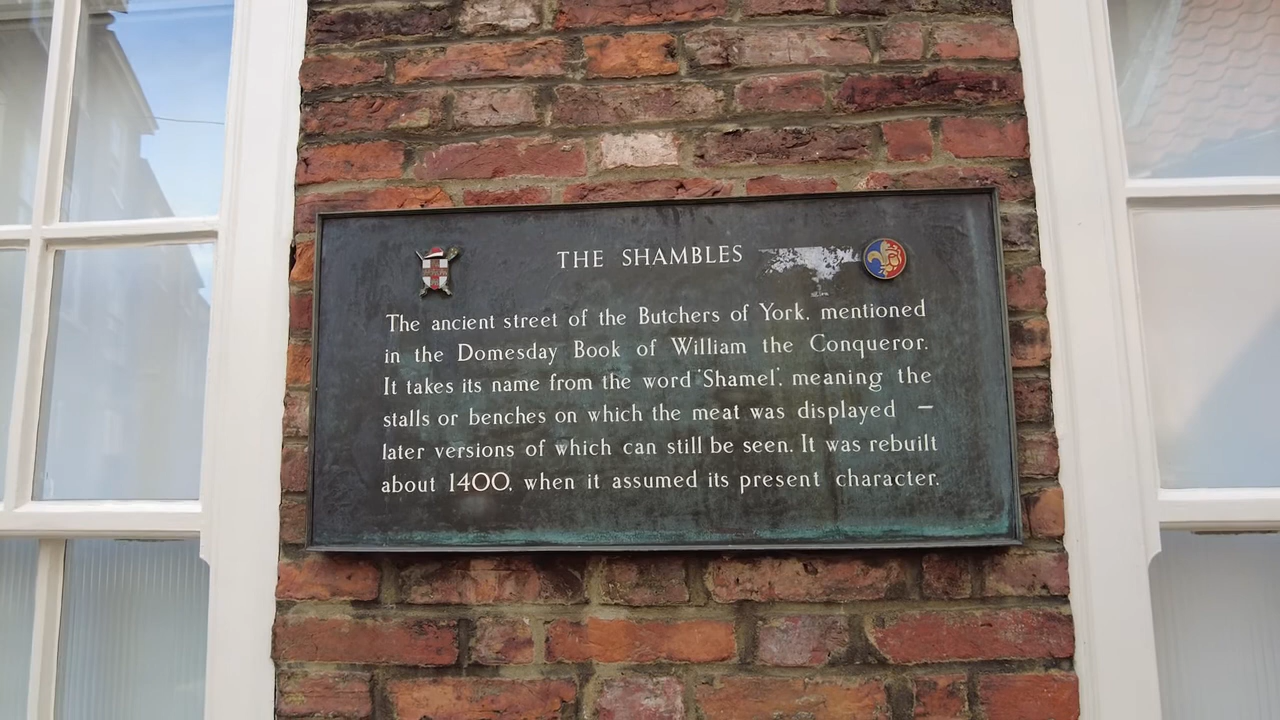 THE SHAMBLES
The ancient street of the Butchers of York, mentioned
in the Domesday Book of William the Conqueror.
It takes its name from the word 'Shamel', meaning the
stalls or benches on which the meat was displayed –
later versions of which can still be seen. It was rebuilt
about 1400, when it assumed its present character.